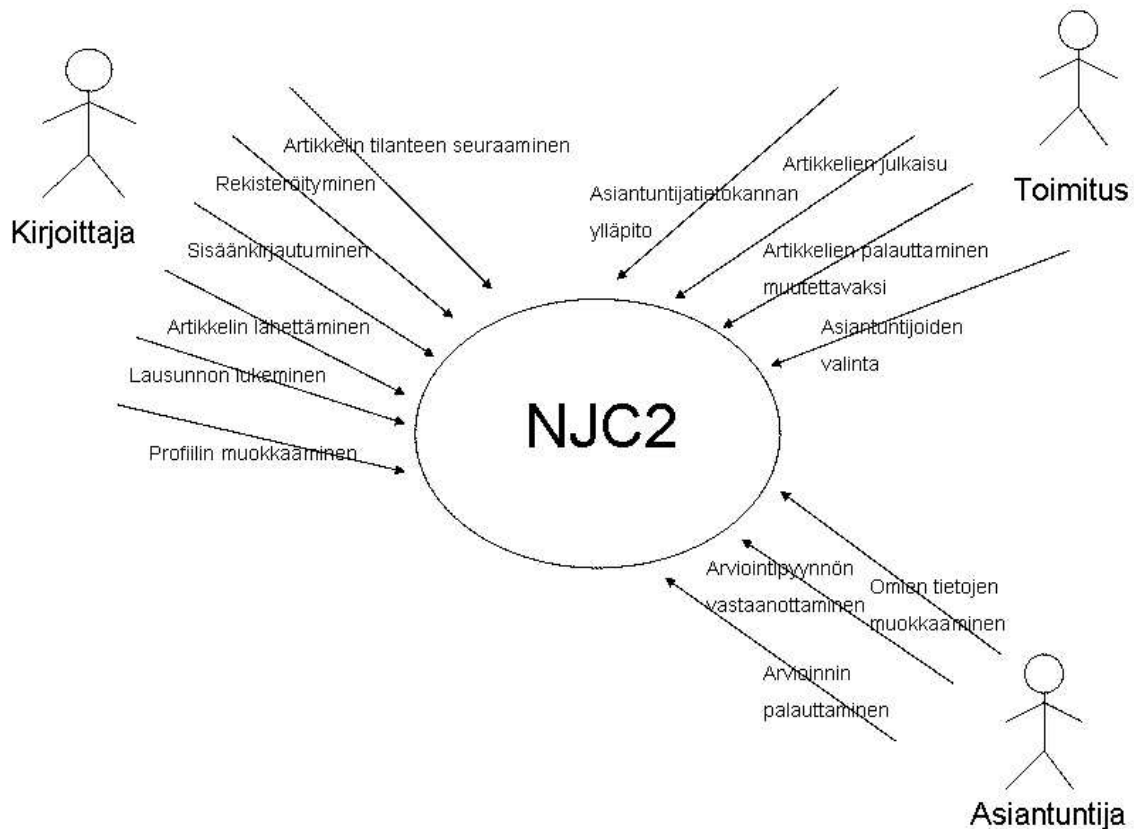 Kirjoittaja
Artikkelin tilanteen seuraaminen
Rekisteröityminen
Sisäänkirjautuminen
Artikkelin lähettäminen
Lausunnon lukeminen
Profiilin muokkaaminen
Toimitus
Artikkelien julkaisu
Asiantuntijatietokannan
ylläpito
Artikkelien palauttaminen
muutettavaksi
Asiantuntijoiden
valinta
NJC2
Arviointipyynnön
vastaanottaminen
Omien tietojen
muokkaaminen
Arvioinnin
palauttaminen
Asiantuntija